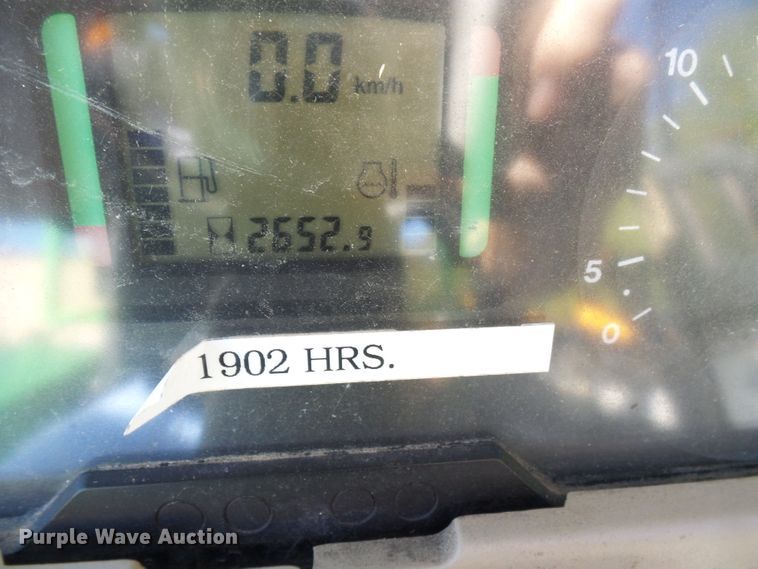 0.0 km/h
10
2652.9
5
0
1902 HRS.
Purple Wave Auction